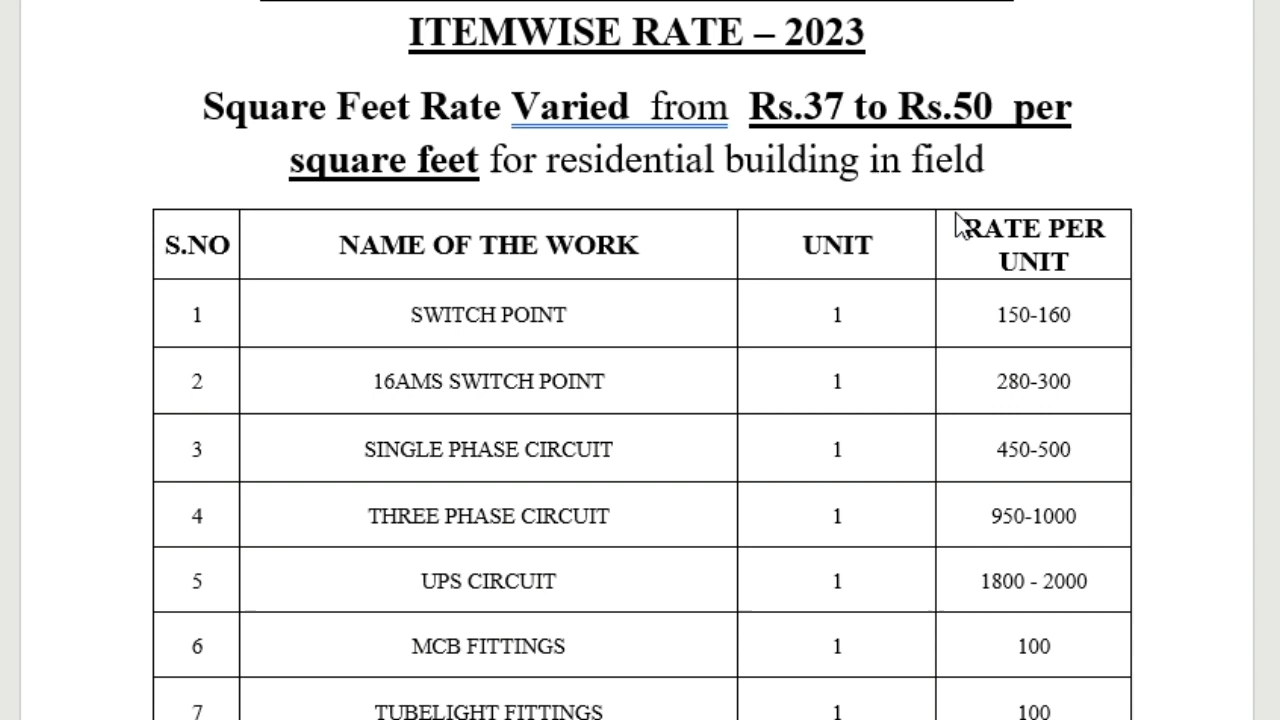 ITEMWISE RATE – 2023
Square Feet Rate Varied from Rs.37 to Rs.50 per
square feet for residential building in field
S.NO NAME OF THE WORK UNIT RATE PER UNIT
1 SWITCH POINT 1 150-160
2 16AMS SWITCH POINT 1 280-300
3 SINGLE PHASE CIRCUIT 1 450-500
4 THREE PHASE CIRCUIT 1 950-1000
5 UPS CIRCUIT 1 1800 - 2000
6 MCB FITTINGS 1 100
7 TUBELIGHT FITTINGS 1 100